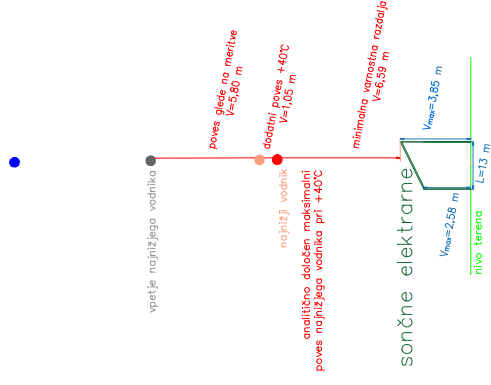 vpetje najnižjega vodnika
poves glede na meritve
V=5,80 m
dodatni poves +40°C
V=1,05 m
najnižji vodnik
analitično določen maksimalni
poves najnižjega vodnika pri +40°C
minimalna varnostna razdalja
V=6,59 m
sončne elektrarne
Vmax=3,85 m
Vmax=2,58 m
L=13 m
nivo terena